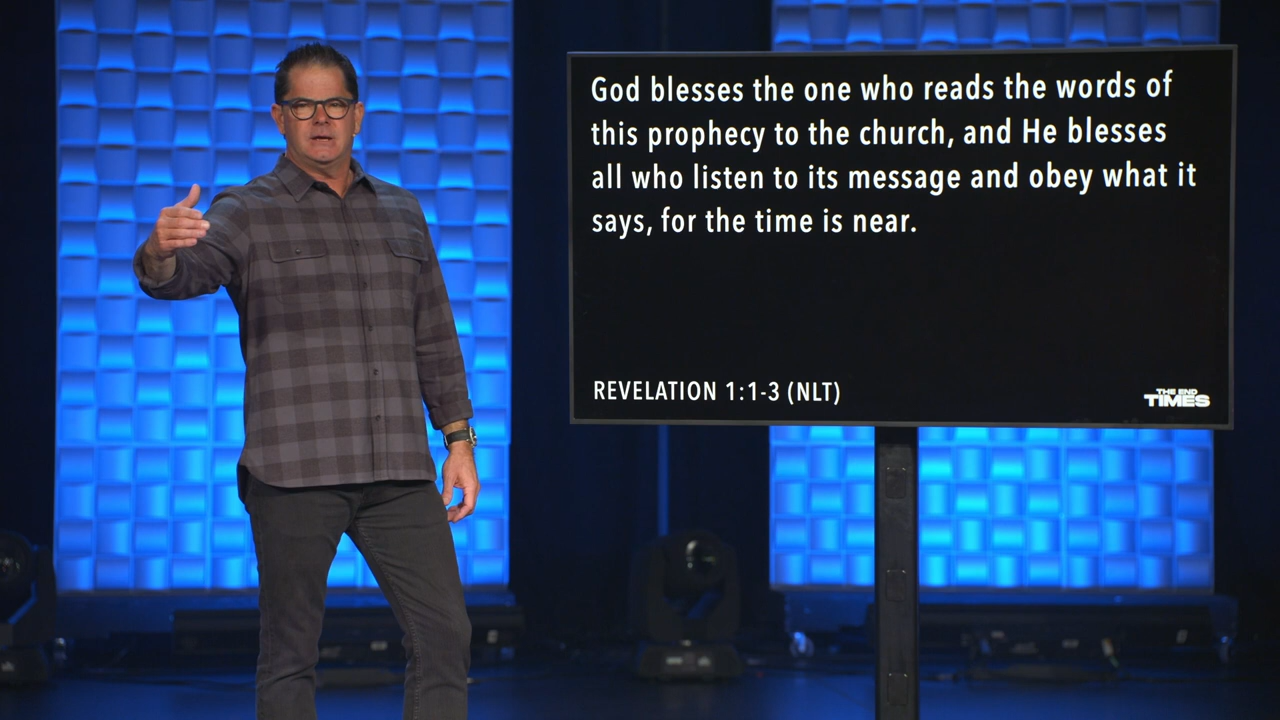 God blesses the one who reads the words of
this prophecy to the church, and He blesses
all who listen to its message and obey what it
says, for the time is near.
REVELATION 1:1-3 (NLT)
THE END
TIMES